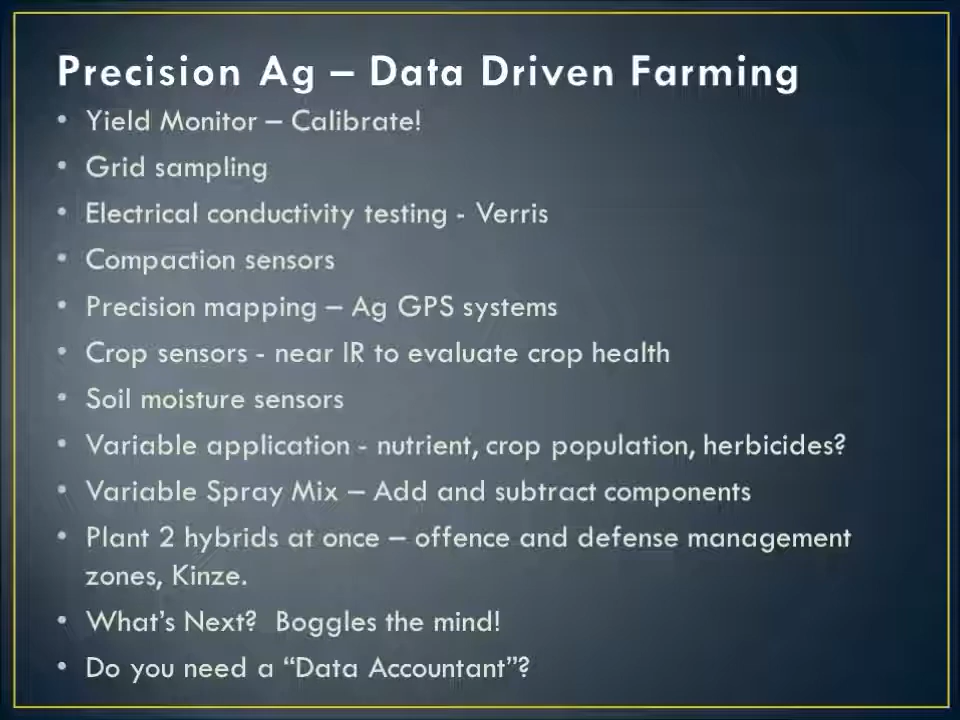 Precision Ag – Data Driven Farming
• Yield Monitor – Calibrate!
• Grid sampling
• Electrical conductivity testing - Verris
• Compaction sensors
• Precision mapping – Ag GPS systems
• Crop sensors - near IR to evaluate crop health
• Soil moisture sensors
• Variable application - nutrient, crop population, herbicides?
• Variable Spray Mix – Add and subtract components
• Plant 2 hybrids at once – offence and defense management
zones, Kinze.
• What’s Next?  Boggles the mind!
• Do you need a “Data Accountant”?